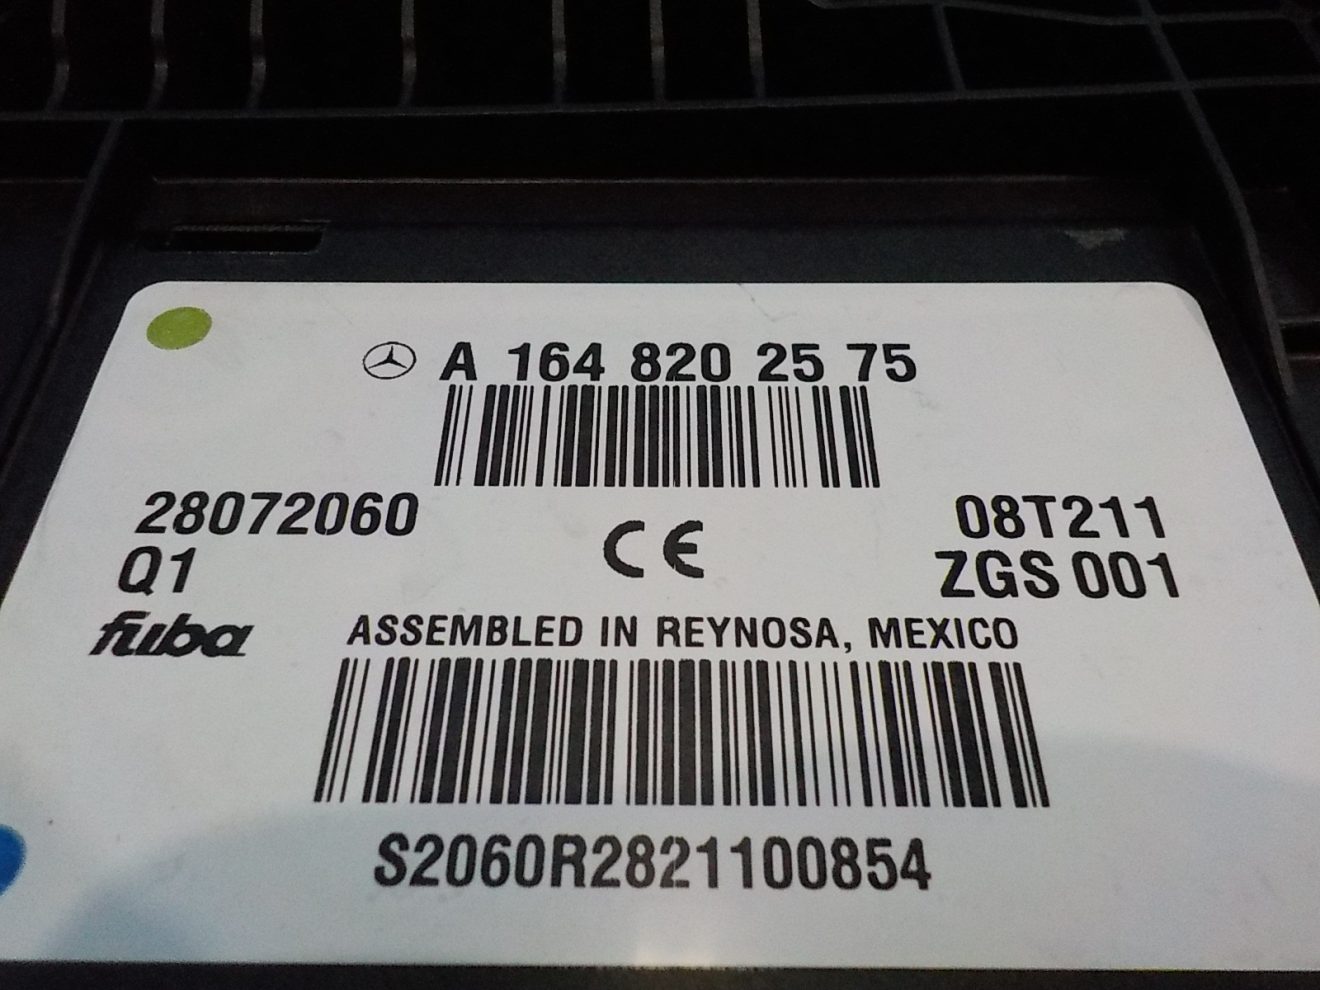 A 164 820 25 75
28072060
08T211
Q1
CE
ZGS 001
fuba
ASSEMBLED IN REYNOSA, MEXICO
S2060R2821100854